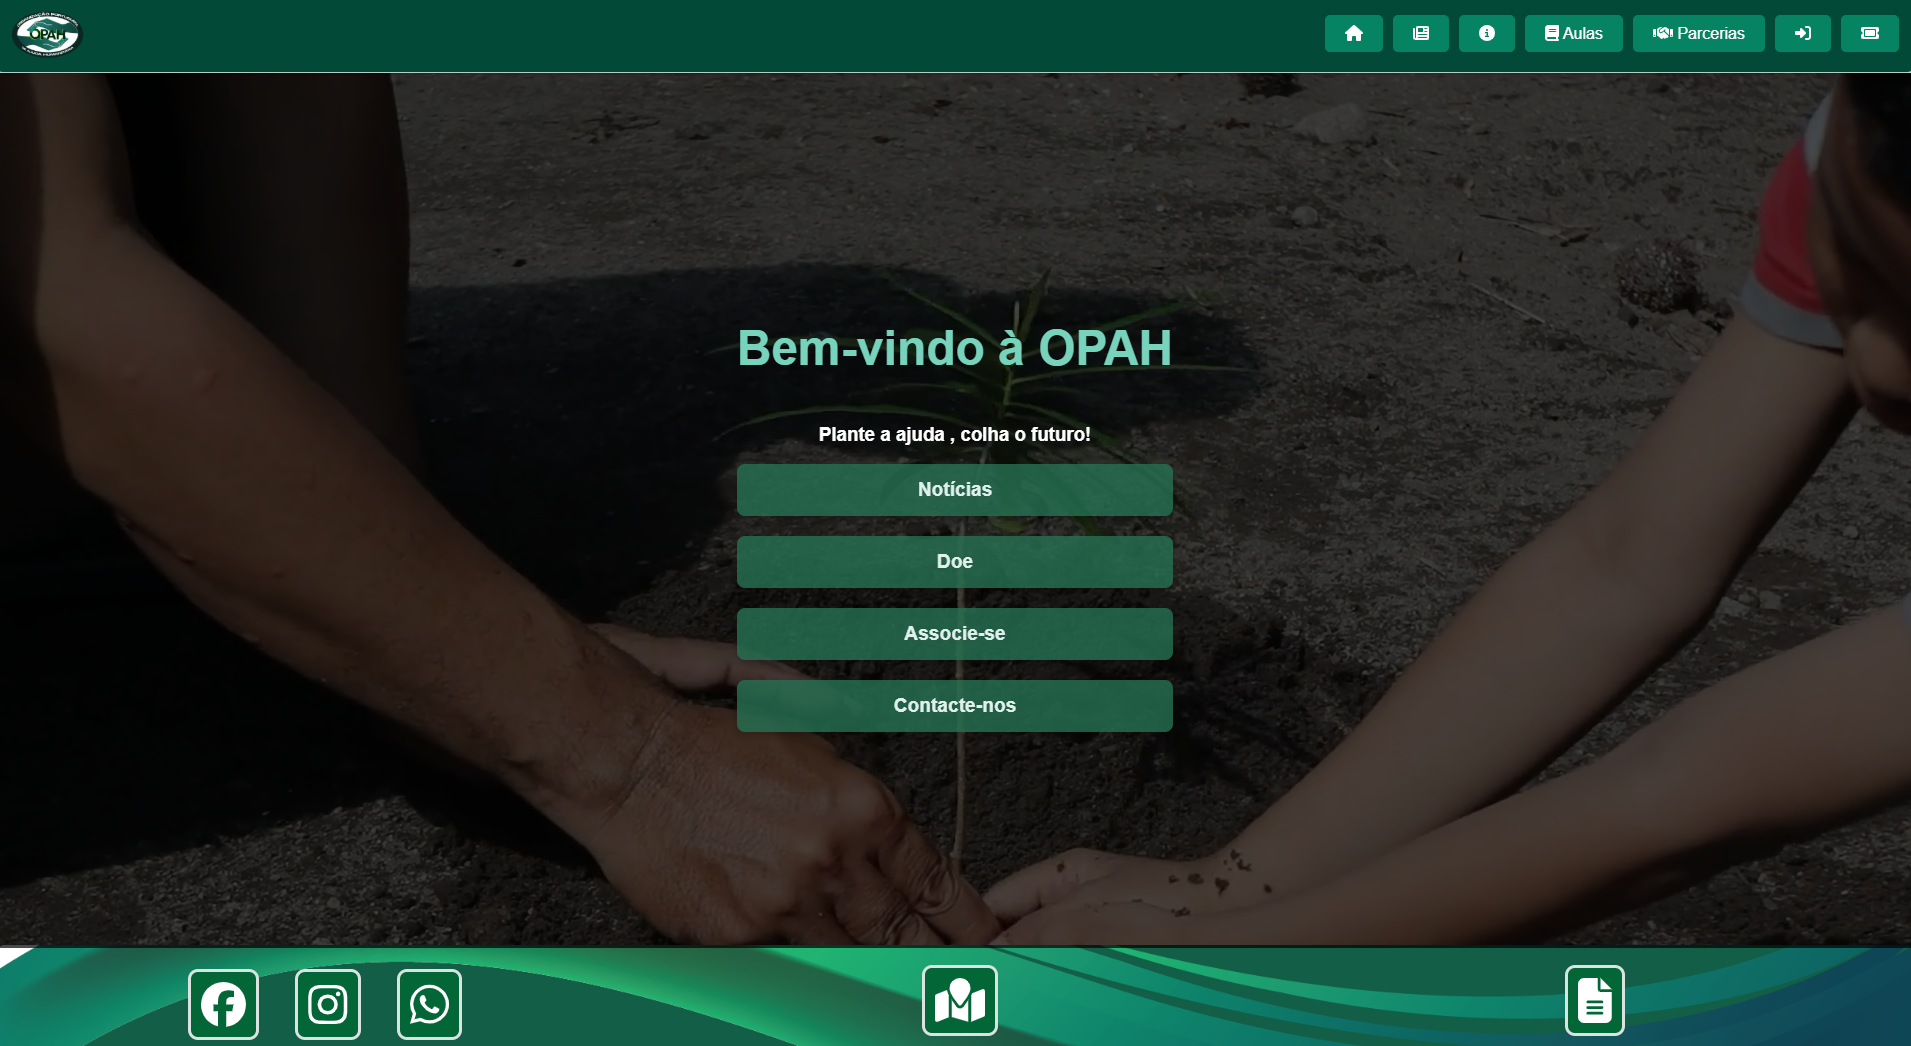 OPAH
Aulas
Parcerias
Bem-vindo à OPAH
Plante a ajuda , colha o futuro!
Notícias
Doe
Associe-se
Contacte-nos